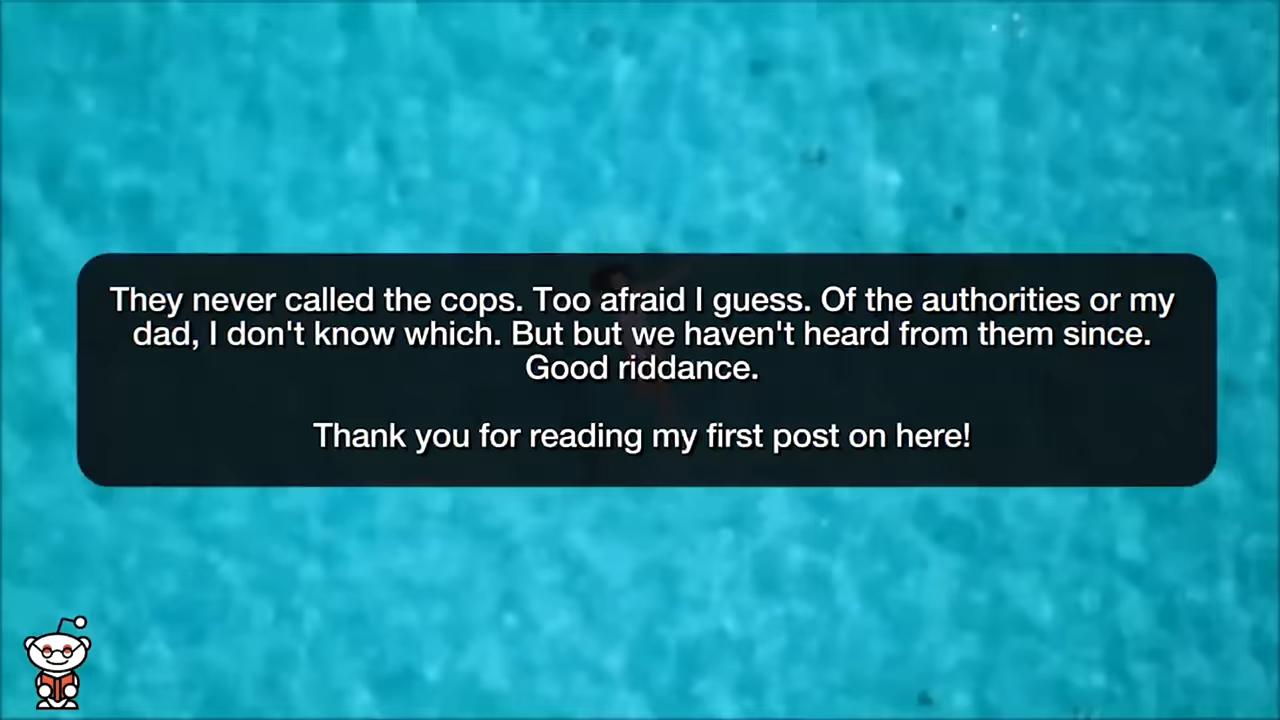 They never called the cops. Too afraid I guess. Of the authorities or my
dad, I don't know which. But but we haven't heard from them since.
Good riddance.
Thank you for reading my first post on here!